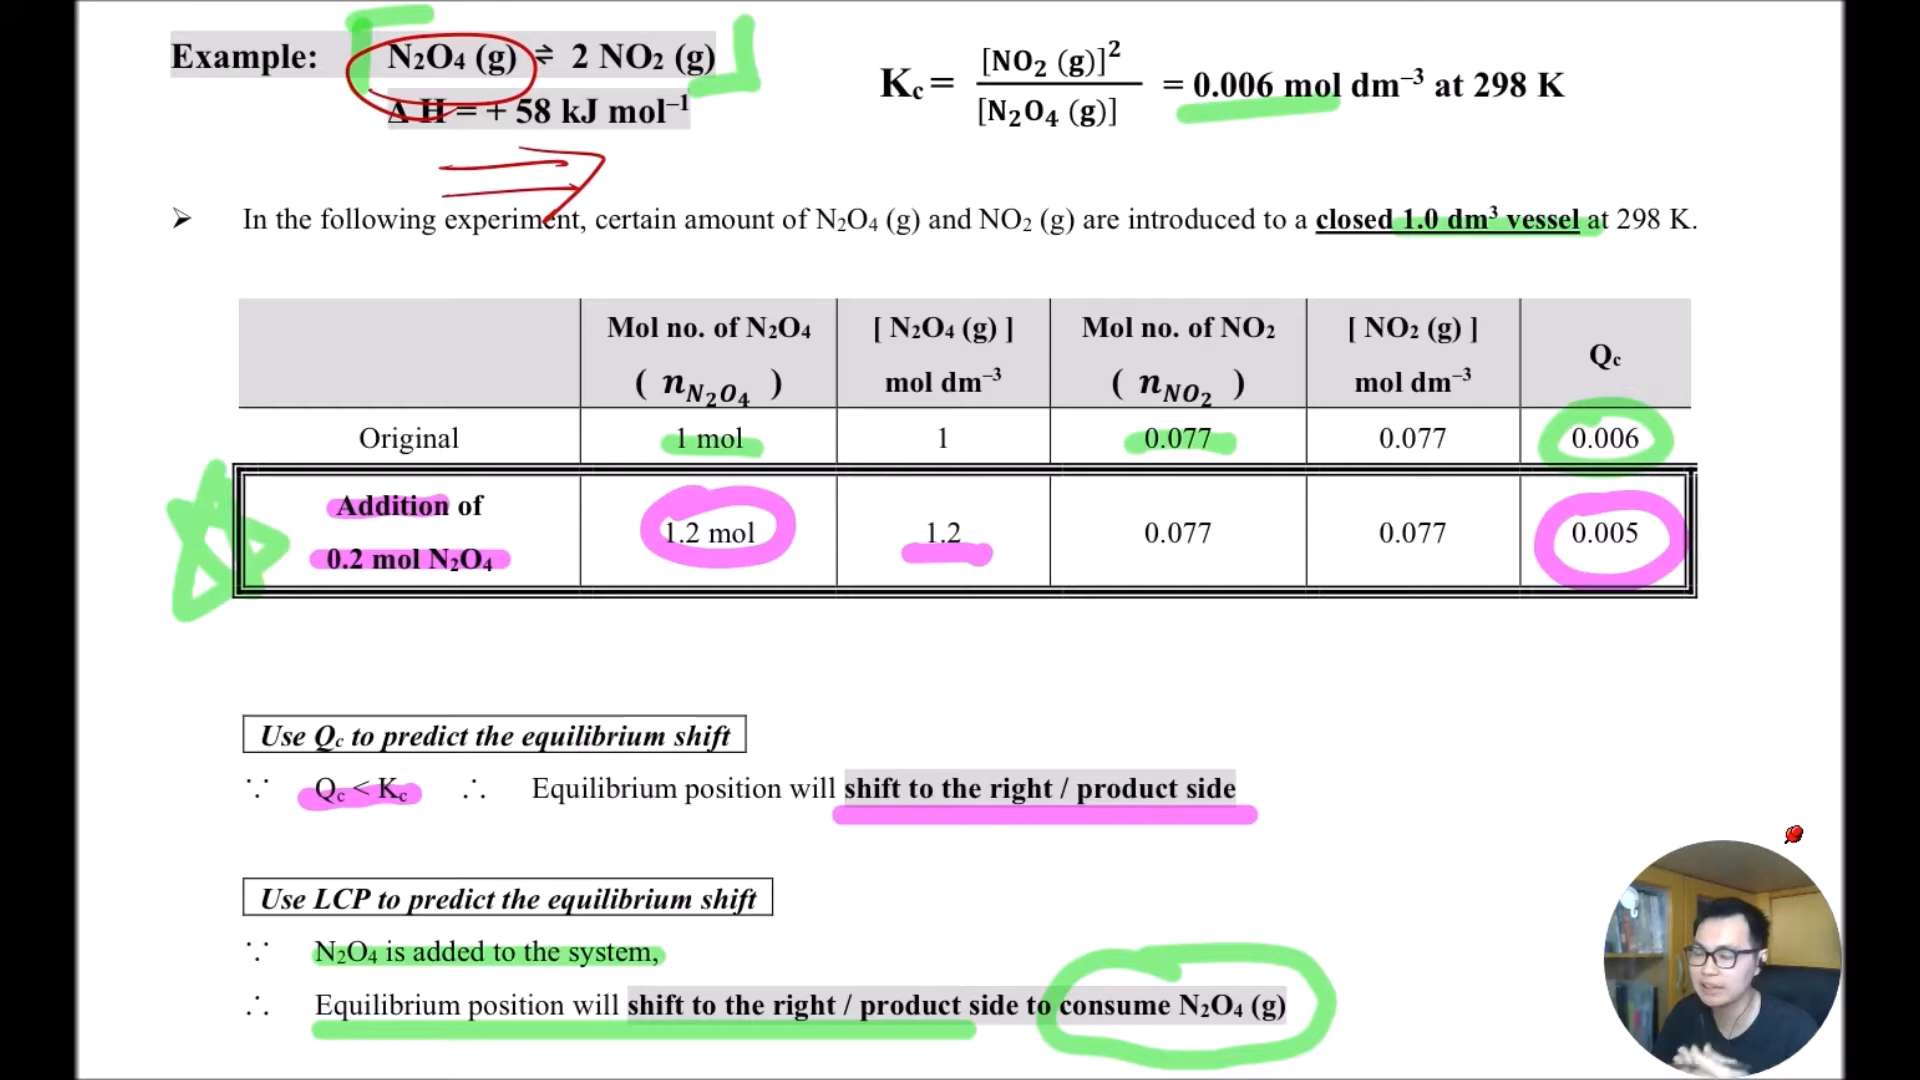 Example: N₂O₄ (g) ⇌ 2 NO₂ (g)
Δ H = + 58 kJ mol⁻¹
K꜀ = [NO₂ (g)]² / [N₂O₄ (g)] = 0.006 mol dm⁻³ at 298 K
➢ In the following experiment, certain amount of N₂O₄ (g) and NO₂ (g) are introduced to a closed 1.0 dm³ vessel at 298 K.
Mol no. of N₂O₄ ( n_N₂O₄ ) [ N₂O₄ (g) ] mol dm⁻³ Mol no. of NO₂ ( n_NO₂ ) [ NO₂ (g) ] mol dm⁻³ Q꜀
Original 1 mol 1 0.077 0.077 0.006
Addition of 0.2 mol N₂O₄ 1.2 mol 1.2 0.077 0.077 0.005
Use Q꜀ to predict the equilibrium shift
∵ Q꜀ < K꜀ ∴ Equilibrium position will shift to the right / product side
Use LCP to predict the equilibrium shift
∵ N₂O₄ is added to the system,
∴ Equilibrium position will shift to the right / product side to consume N₂O₄ (g)